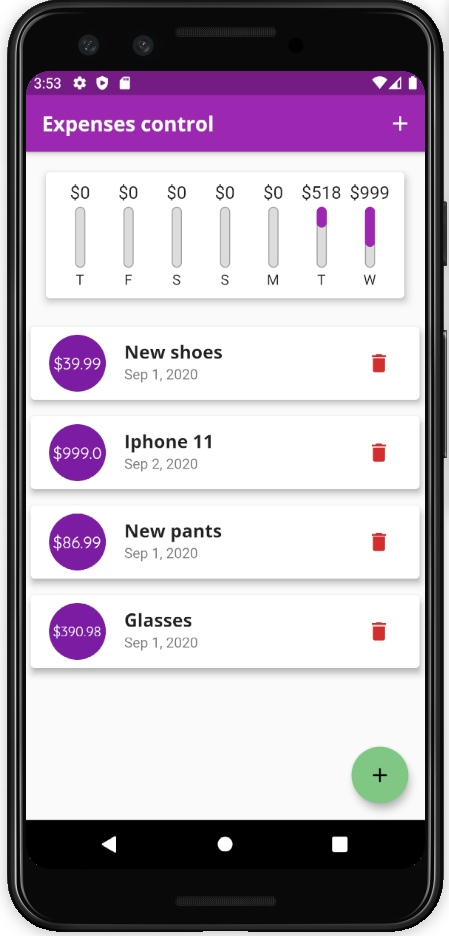 3:53
Expenses control +
$0 $0 $0 $0 $0 $518 $999
T F S S M T W
$39.99
New shoes
Sep 1, 2020
$999.0
Iphone 11
Sep 2, 2020
$86.99
New pants
Sep 1, 2020
$390.98
Glasses
Sep 1, 2020
+